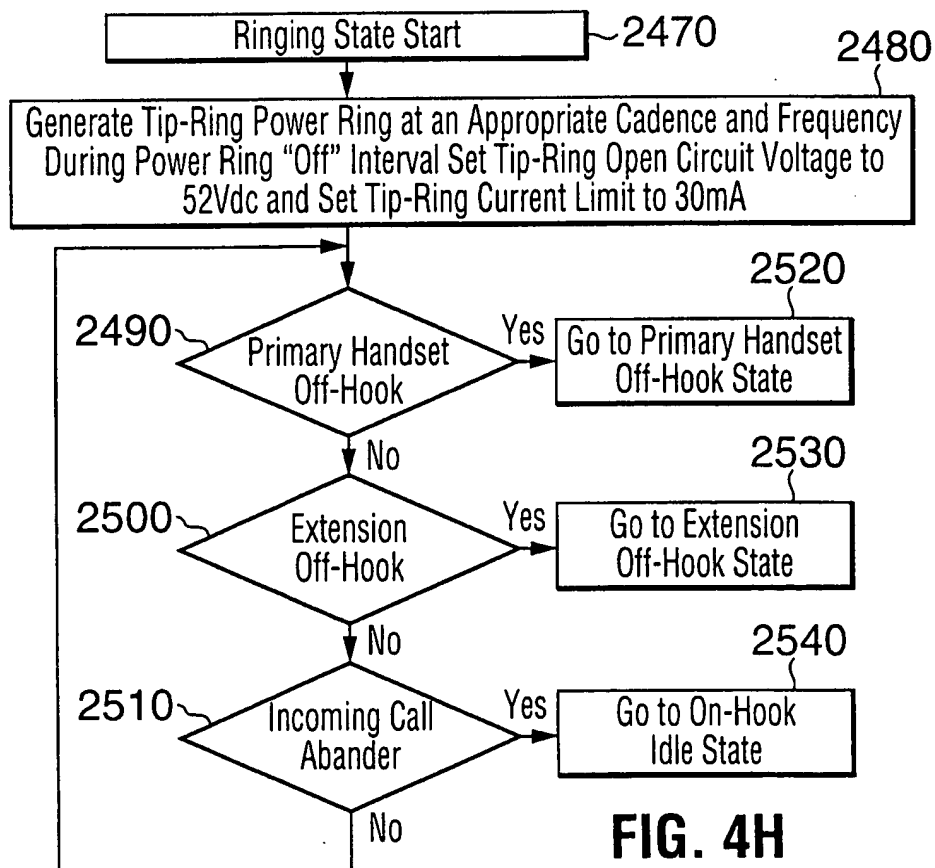 Ringing State Start
2470
2480
Generate Tip-Ring Power Ring at an Appropriate Cadence and Frequency
During Power Ring "Off" Interval Set Tip-Ring Open Circuit Voltage to
52Vdc and Set Tip-Ring Current Limit to 30mA
2490
Primary Handset
Off-Hook
Yes
2520
Go to Primary Handset
Off-Hook State
No
2500
Extension
Off-Hook
Yes
2530
Go to Extension
Off-Hook State
No
2510
Incoming Call
Abander
Yes
2540
Go to On-Hook
Idle State
No
FIG. 4H